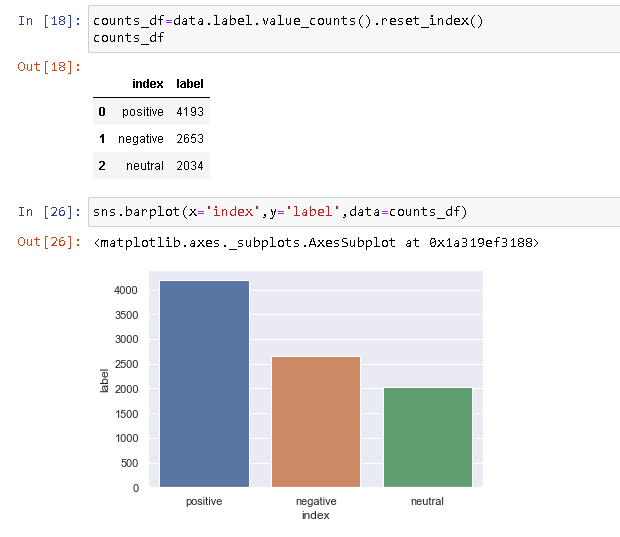 In [18]: counts_df=data.label.value_counts().reset_index()
counts_df
Out[18]:
index label
0 positive 4193
1 negative 2653
2 neutral 2034
In [26]: sns.barplot(x='index',y='label',data=counts_df)
Out[26]: <matplotlib.axes._subplots.AxesSubplot at 0x1a319ef3188>
4000
3500
3000
2500
2000
1500
1000
500
0
label
positive negative neutral
index